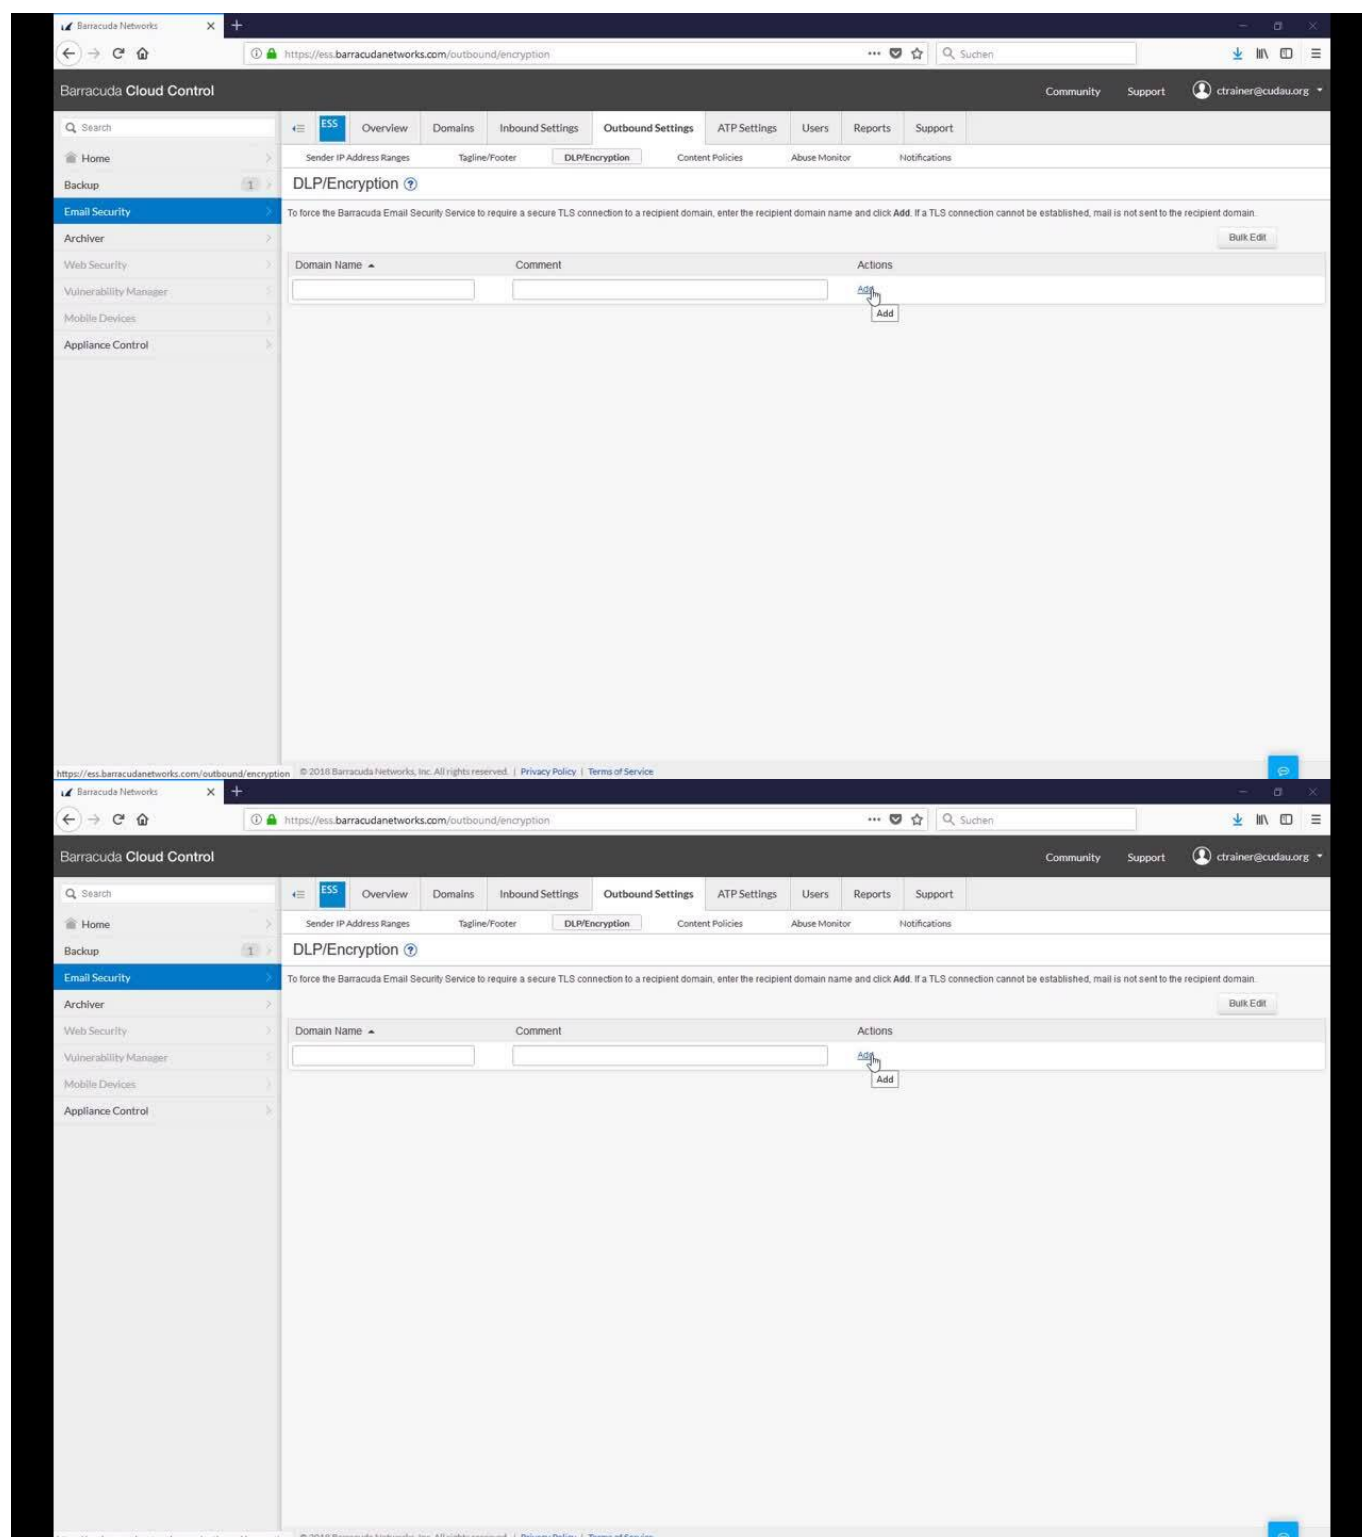 Barracuda Networks
https://ess.barracudanetworks.com/outbound/encryption
Suchen
Barracuda Cloud Control
Community Support ctrainer@cudau.org
Search
ESS Overview Domains Inbound Settings Outbound Settings ATP Settings Users Reports Support
Home
Sender IP Address Ranges Tagline/Footer DLP/Encryption Content Policies Abuse Monitor Notifications
Backup 1
DLP/Encryption ?
Email Security
To force the Barracuda Email Security Service to require a secure TLS connection to a recipient domain, enter the recipient domain name and click Add. If a TLS connection cannot be established, mail is not sent to the recipient domain.
Archiver
Bulk Edit
Web Security
Domain Name Comment Actions
Vulnerability Manager
Add
Mobile Devices
Add
Appliance Control
https://ess.barracudanetworks.com/outbound/encryption © 2018 Barracuda Networks, Inc. All rights reserved. | Privacy Policy | Terms of Service
Barracuda Networks
https://ess.barracudanetworks.com/outbound/encryption
Suchen
Barracuda Cloud Control
Community Support ctrainer@cudau.org
Search
ESS Overview Domains Inbound Settings Outbound Settings ATP Settings Users Reports Support
Home
Sender IP Address Ranges Tagline/Footer DLP/Encryption Content Policies Abuse Monitor Notifications
Backup 1
DLP/Encryption ?
Email Security
To force the Barracuda Email Security Service to require a secure TLS connection to a recipient domain, enter the recipient domain name and click Add. If a TLS connection cannot be established, mail is not sent to the recipient domain.
Archiver
Bulk Edit
Web Security
Domain Name Comment Actions
Vulnerability Manager
Add
Mobile Devices
Add
Appliance Control